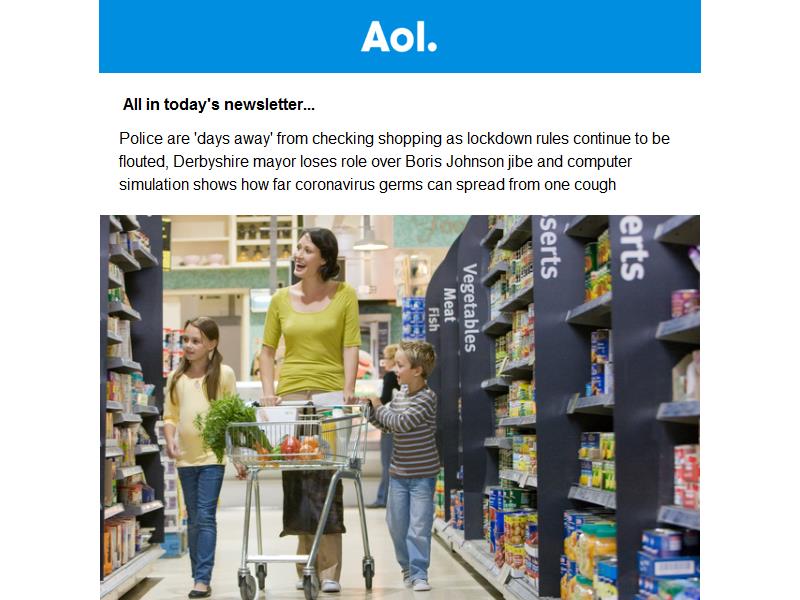 Aol.
All in today's newsletter...
Police are 'days away' from checking shopping as lockdown rules continue to be
flouted, Derbyshire mayor loses role over Boris Johnson jibe and computer
simulation shows how far coronavirus germs can spread from one cough
Fish
Meat
Vegetables
serts
erts